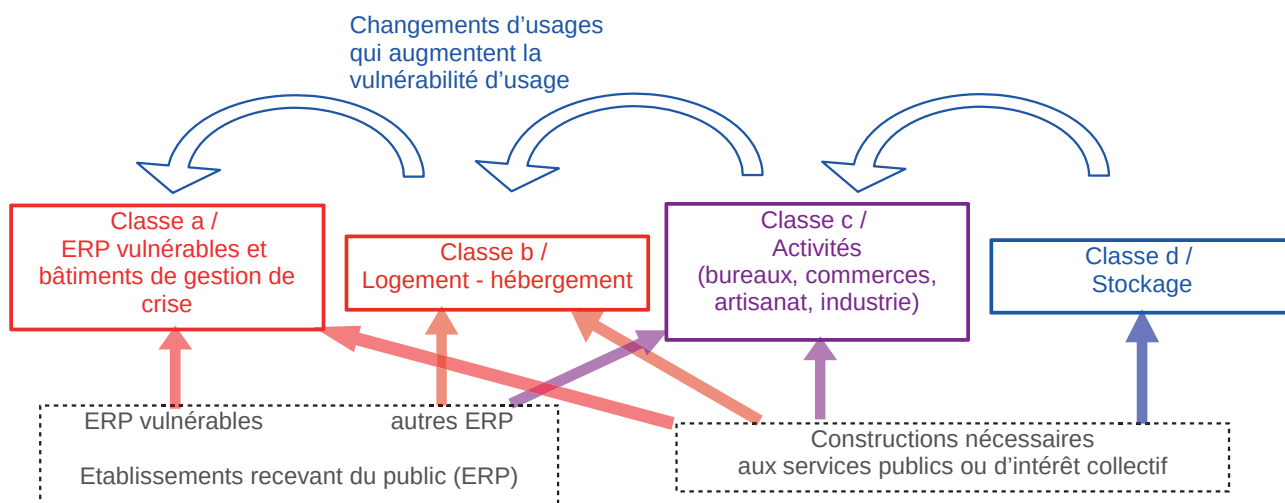 Changements d’usages
qui augmentent la
vulnérabilité d’usage
Classe a /
ERP vulnérables et
bâtiments de gestion de
crise
Classe b /
Logement - hébergement
Classe c /
Activités
(bureaux, commerces,
artisanat, industrie)
Classe d /
Stockage
ERP vulnérables
autres ERP
Etablissements recevant du public (ERP)
Constructions nécessaires
aux services publics ou d’intérêt collectif